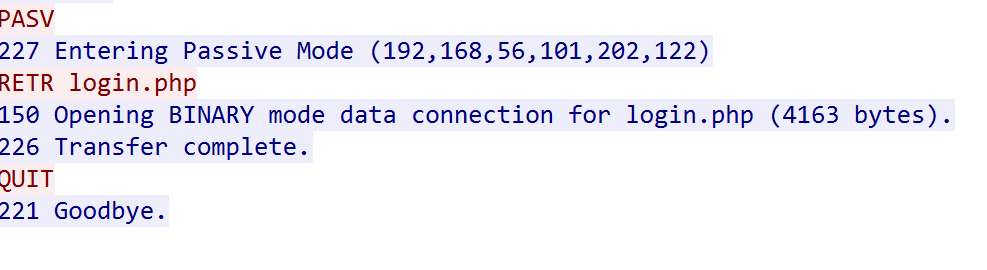 PASV
227 Entering Passive Mode (192,168,56,101,202,122)
RETR login.php
150 Opening BINARY mode data connection for login.php (4163 bytes).
226 Transfer complete.
QUIT
221 Goodbye.